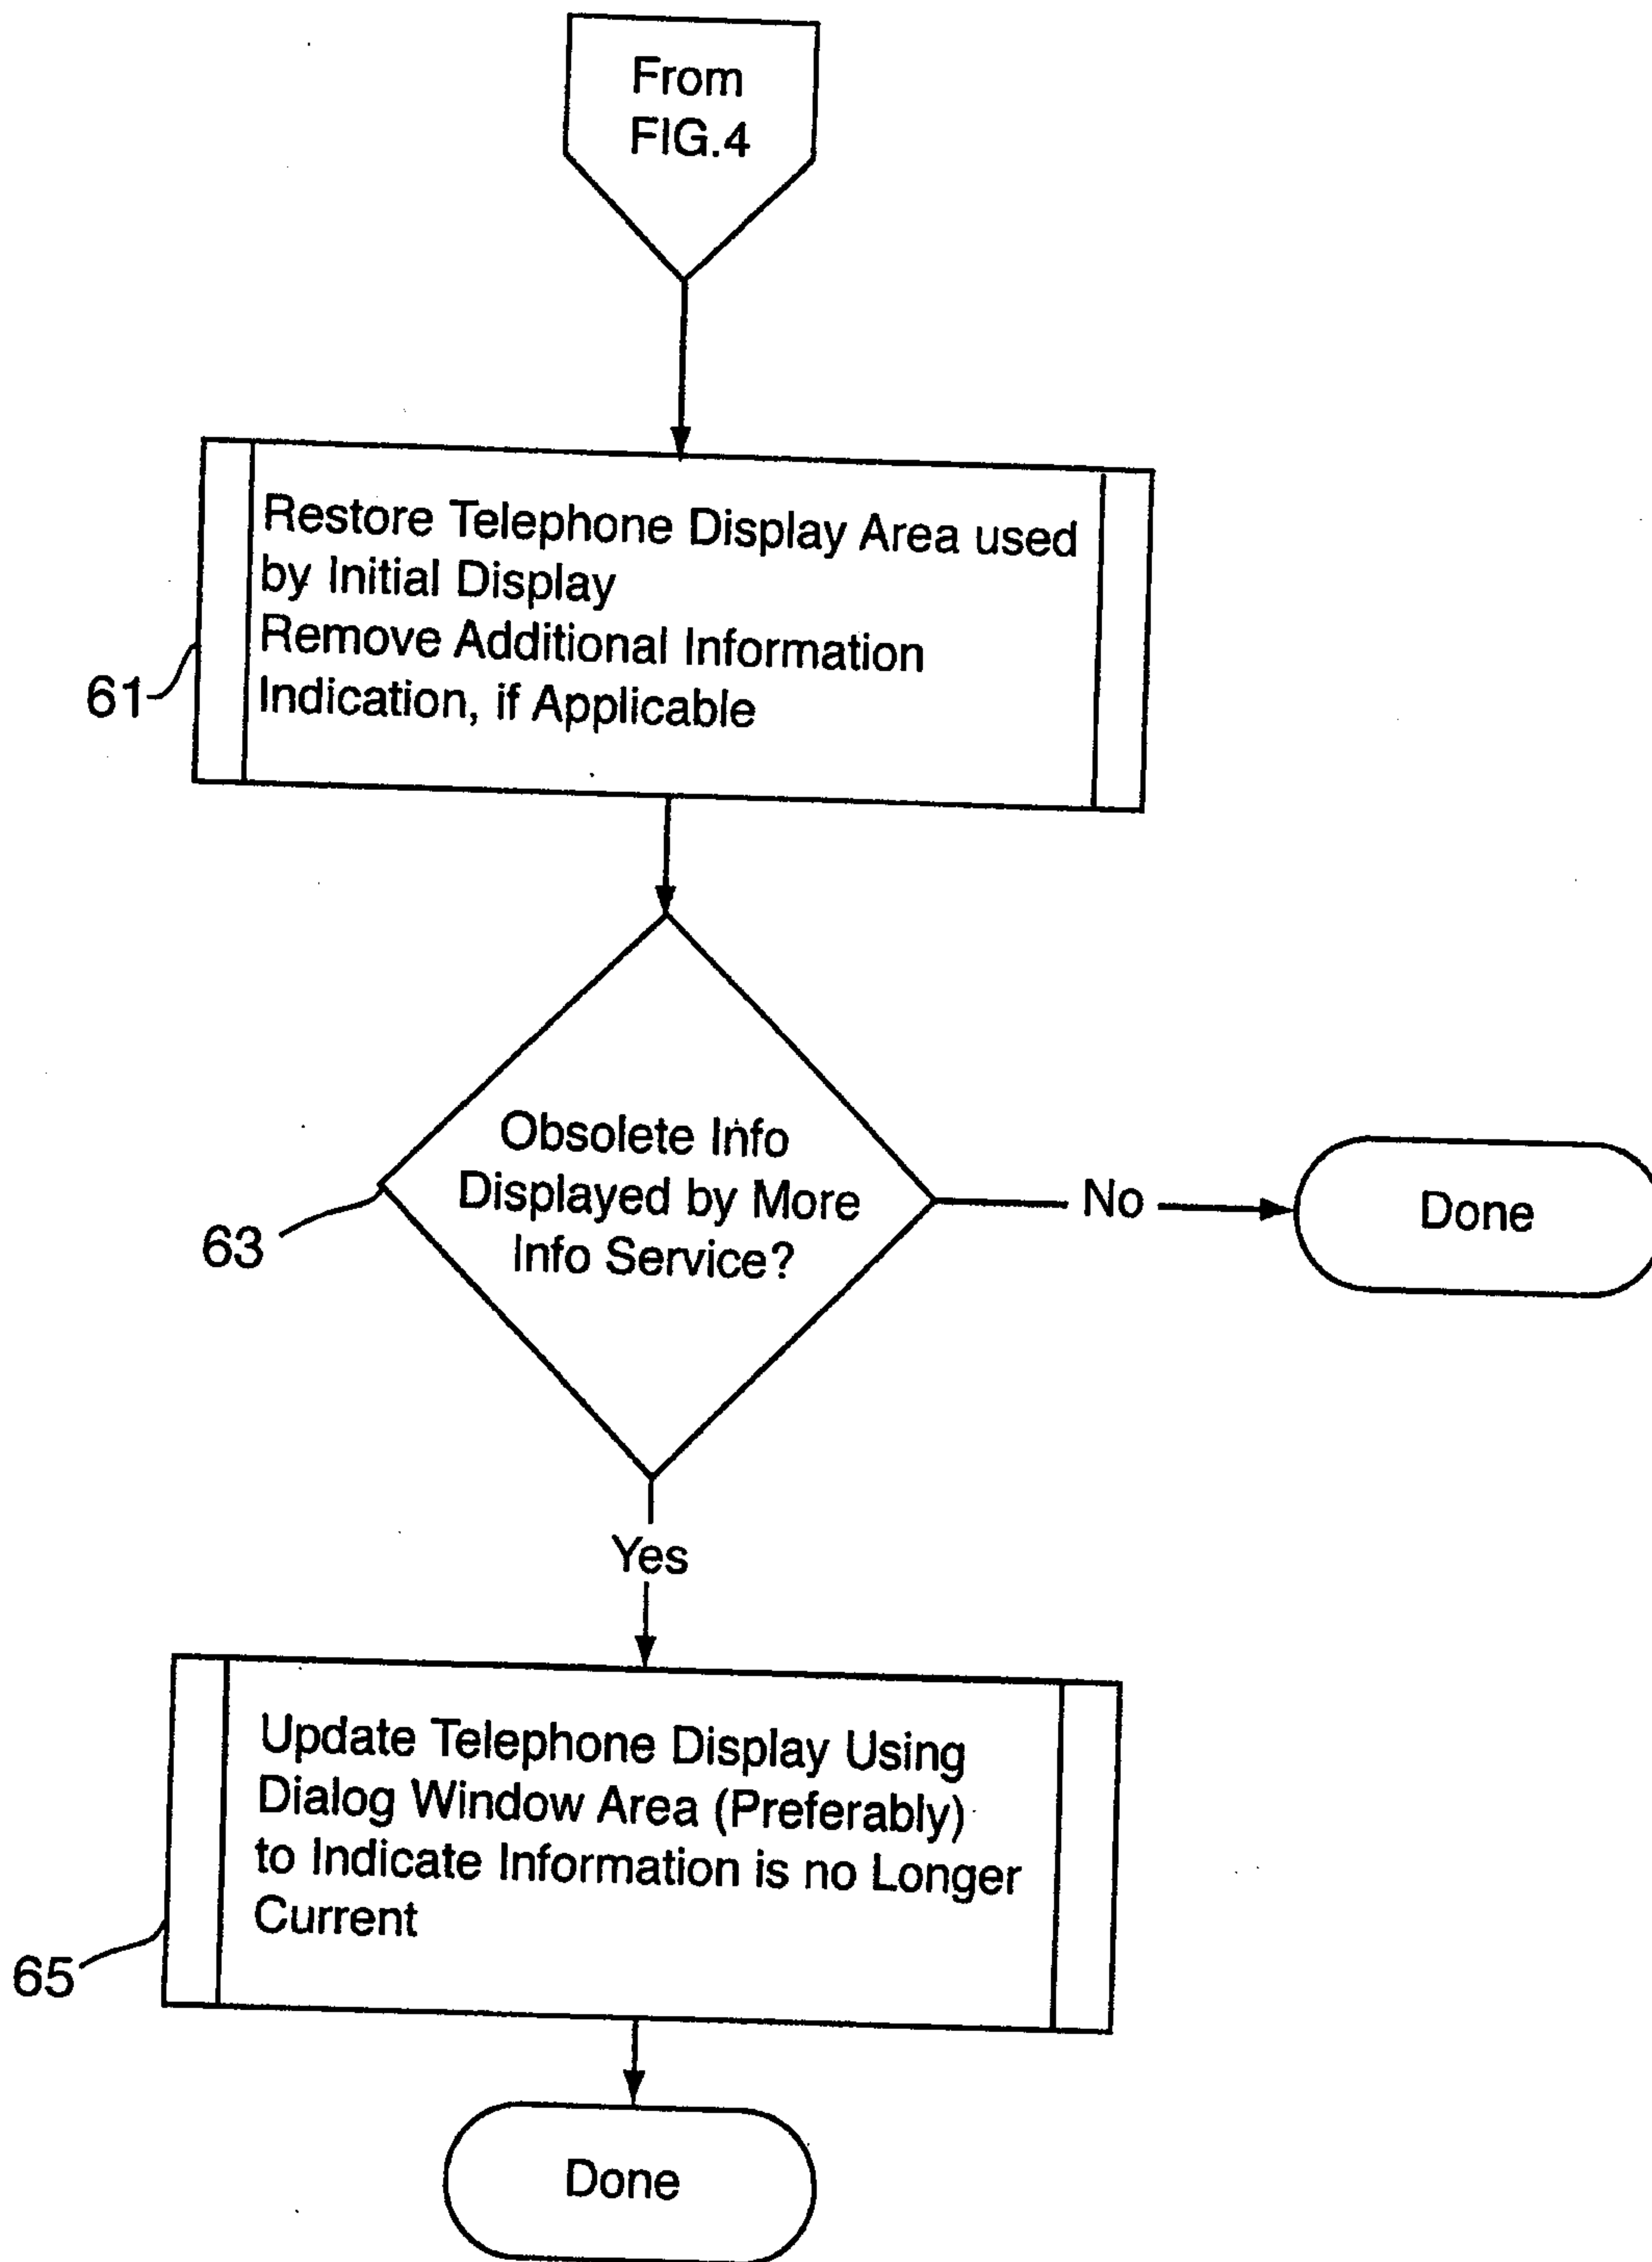 From
FIG.4
Restore Telephone Display Area used
by Initial Display
Remove Additional Information
Indication, if Applicable
61
Obsolete Info
Displayed by More
Info Service?
63
No
Done
Yes
Update Telephone Display Using
Dialog Window Area (Preferably)
to Indicate Information is no Longer
Current
65
Done